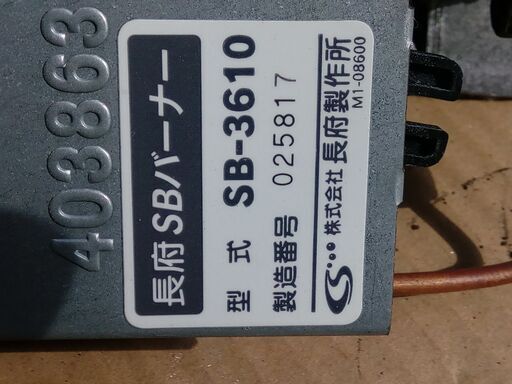 403863
長府SBバーナー
型式 SB-3610
製造番号 025817
株式会社 長府製作所
M1-08600